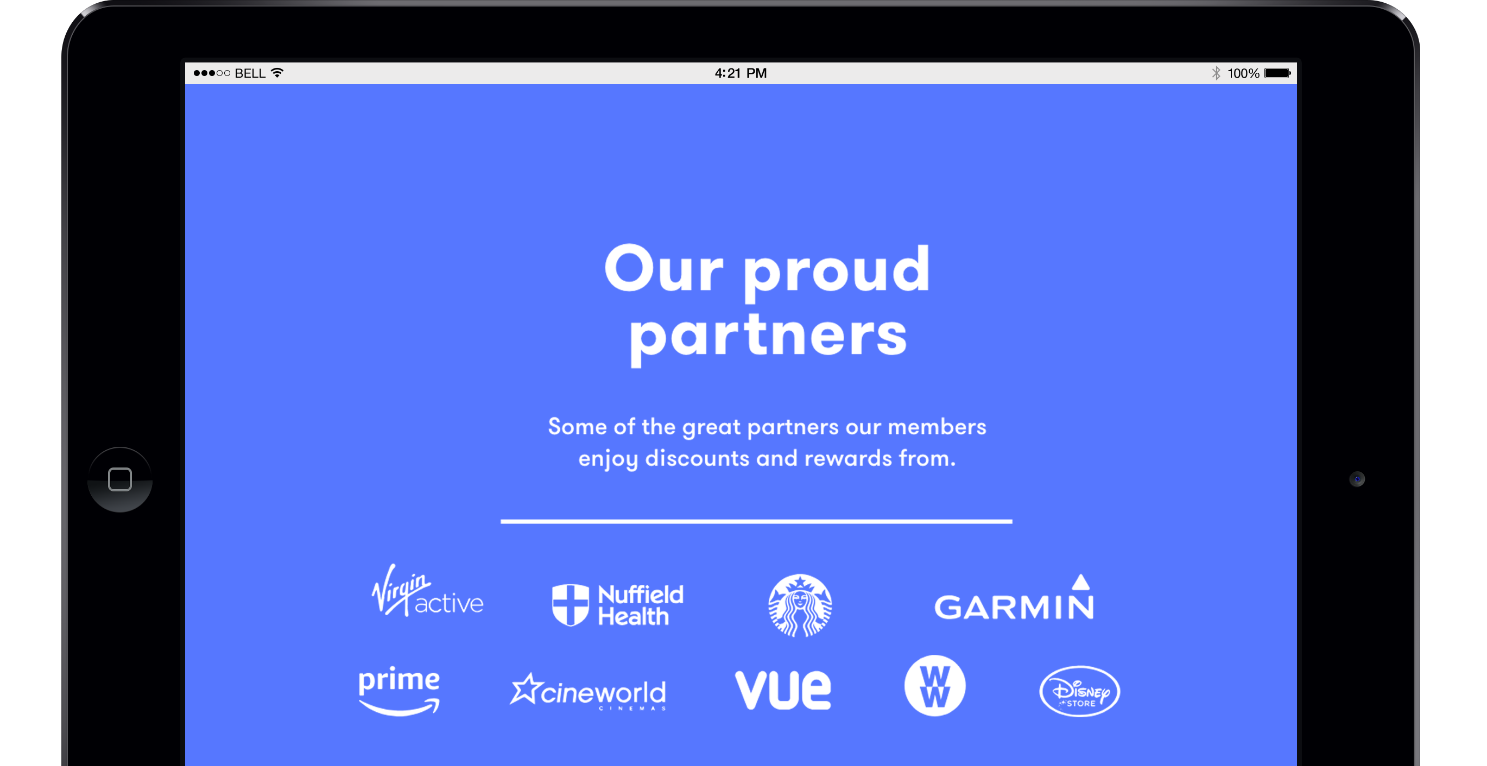 BELL 4:21 PM 100%
Our proud
partners
Some of the great partners our members
enjoy discounts and rewards from.
Virgin active Nuffield Health GARMIN
prime cineworld CINEMAS vue WW Disney STORE